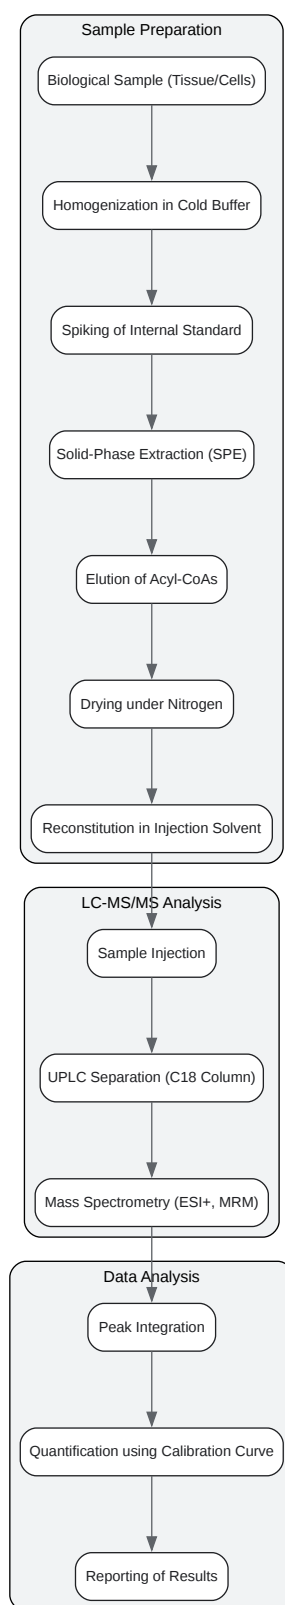 Sample Preparation
Biological Sample (Tissue/Cells)
Homogenization in Cold Buffer
Spiking of Internal Standard
Solid-Phase Extraction (SPE)
Elution of Acyl-CoAs
Drying under Nitrogen
Reconstitution in Injection Solvent
LC-MS/MS Analysis
Sample Injection
UPLC Separation (C18 Column)
Mass Spectrometry (ESI+, MRM)
Data Analysis
Peak Integration
Quantification using Calibration Curve
Reporting of Results